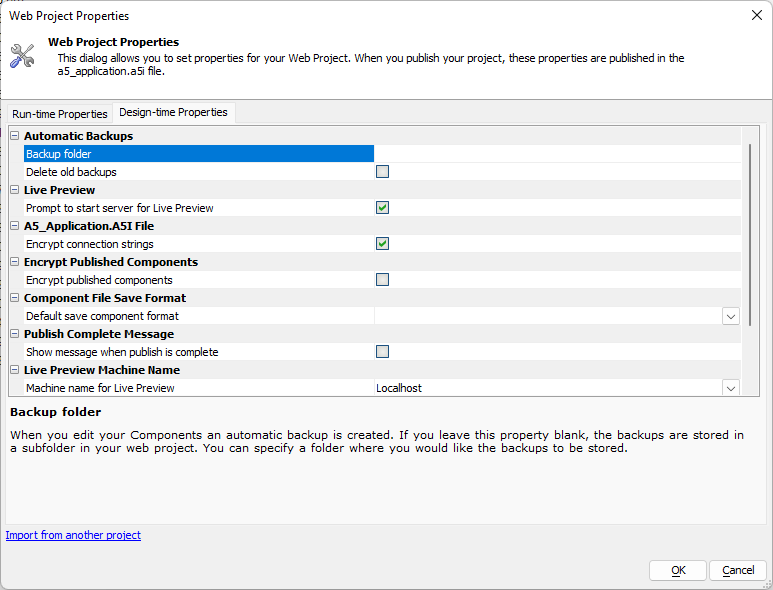 Web Project Properties
Web Project Properties
This dialog allows you to set properties for your Web Project. When you publish your project, these properties are published in the
a5_application.a5i file.
Run-time Properties Design-time Properties
Automatic Backups
Backup folder
Delete old backups
Live Preview
Prompt to start server for Live Preview
A5_Application.A5I File
Encrypt connection strings
Encrypt Published Components
Encrypt published components
Component File Save Format
Default save component format
Publish Complete Message
Show message when publish is complete
Live Preview Machine Name
Machine name for Live Preview Localhost
Backup folder
When you edit your Components an automatic backup is created. If you leave this property blank, the backups are stored in
a subfolder in your web project. You can specify a folder where you would like the backups to be stored.
Import from another project
OK Cancel